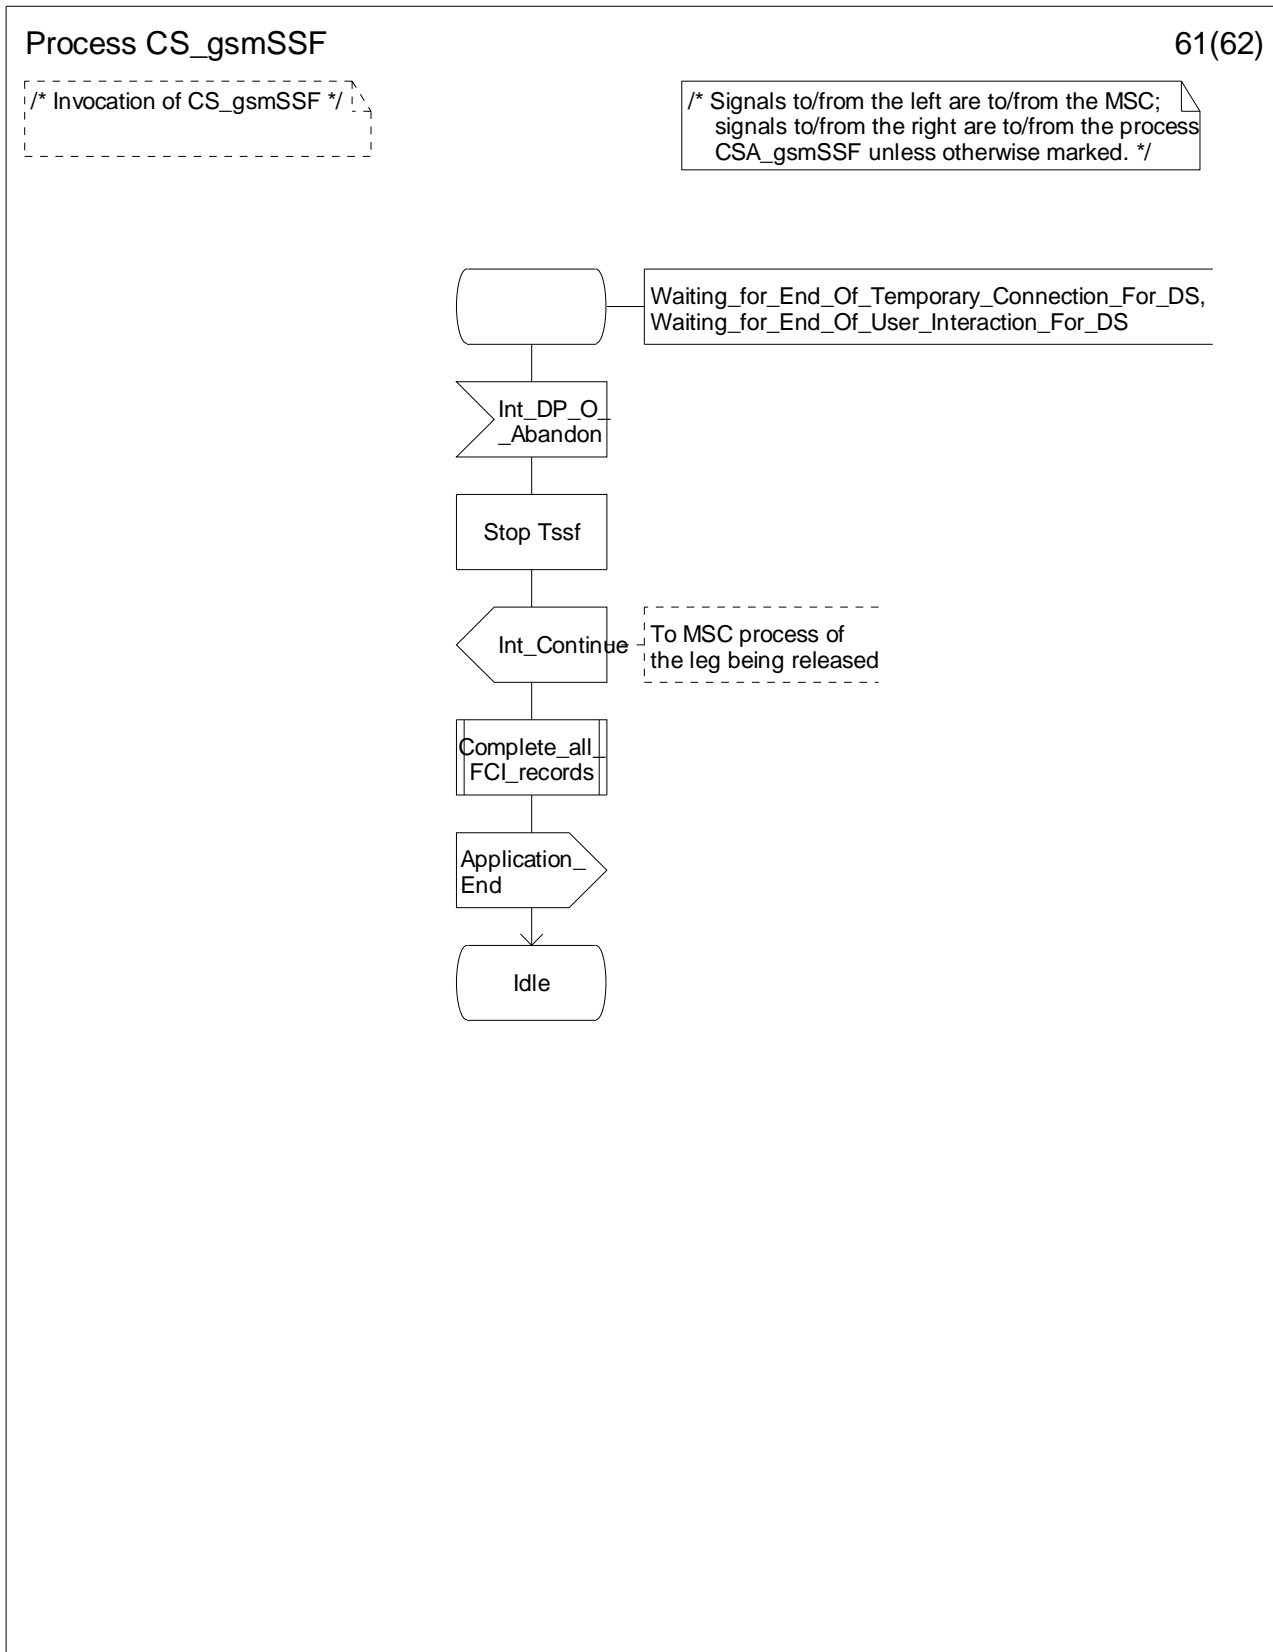 Process CS_gsmSSF
61(62)
/* Invocation of CS_gsmSSF */
/* Signals to/from the left are to/from the MSC;
signals to/from the right are to/from the process
CSA_gsmSSF unless otherwise marked. */
Waiting_for_End_Of_Temporary_Connection_For_DS,
Waiting_for_End_Of_User_Interaction_For_DS
Int_DP_O_
_Abandon
Stop Tssf
Int_Continue
To MSC process of
the leg being released
Complete_all_
FCI_records
Application_
End
Idle